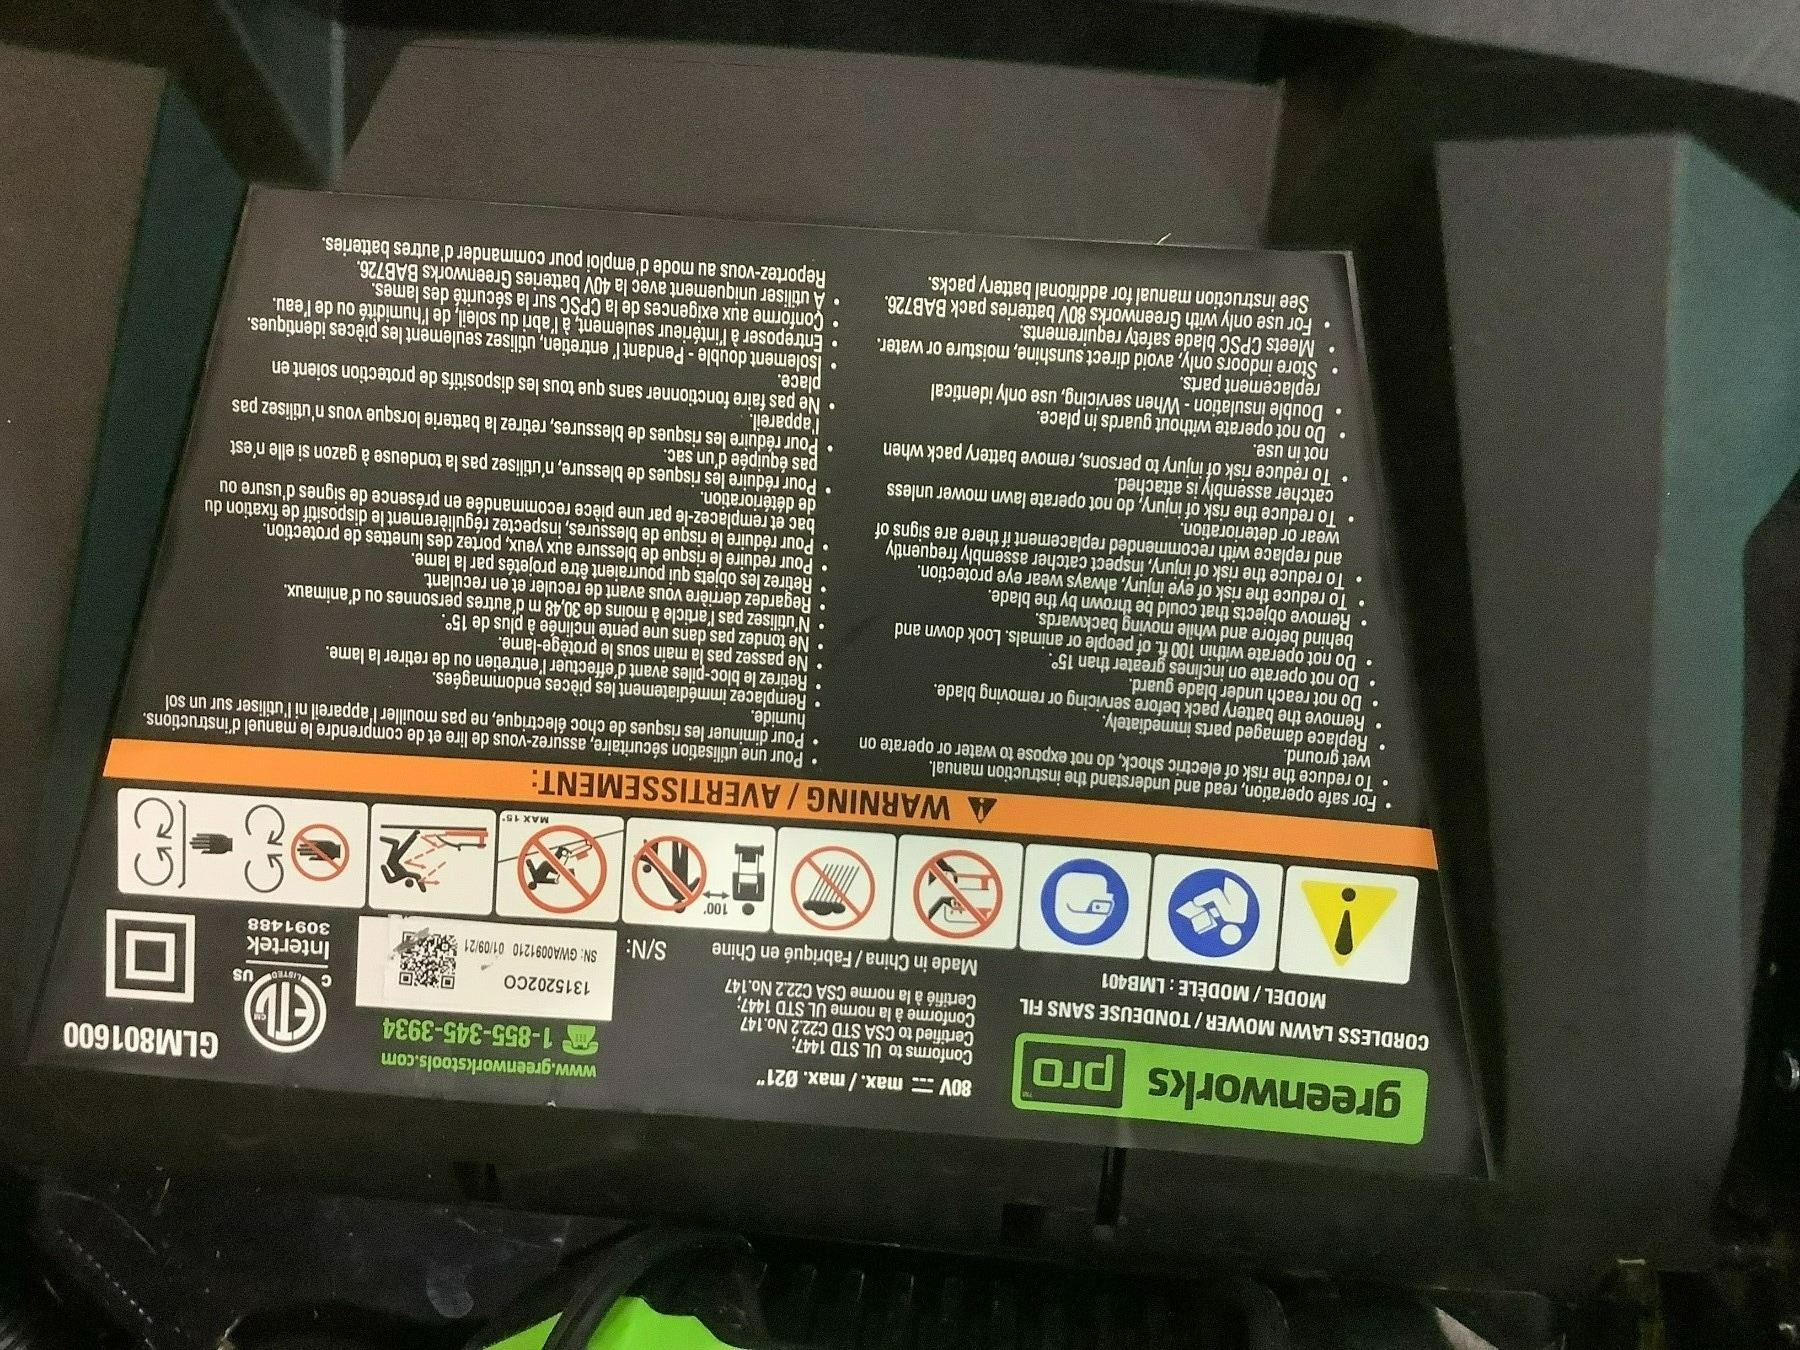 greenworks pro™
CORDLESS LAWN MOWER / TONDEUSE SANS FIL
MODEL / MODÈLE : LMB401
80V ⎓ max. / max. Ø21"
Conforms to UL STD 1447;
Certified to CSA STD C22.2 No.147
Conforme à la norme UL STD 1447;
Certifié à la norme CSA C22.2 No.147
Made in China / Fabriqué en Chine
www.greenworkstools.com
1-855-345-3934
S/N:
1315202CO
SN: GWA0091210 01/09/21
GLM801600
ETL CM
LISTED
C US
Intertek
3091488
100'
MAX 15°
WARNING / AVERTISSEMENT:
• For safe operation, read and understand the instruction manual.
• To reduce the risk of electric shock, do not expose to water or operate on
wet ground.
• Replace damaged parts immediately.
• Remove the battery pack before servicing or removing blade.
• Do not reach under blade guard.
• Do not operate on inclines greater than 15°.
• Do not operate within 100 ft. of people or animals. Look down and
behind before and while moving backwards.
• Remove objects that could be thrown by the blade.
• To reduce the risk of eye injury, always wear eye protection.
• To reduce the risk of injury, inspect catcher assembly frequently
and replace with recommended replacement if there are signs of
wear or deterioration.
• To reduce the risk of injury, do not operate lawn mower unless
catcher assembly is attached.
• To reduce risk of injury to persons, remove battery pack when
not in use.
• Do not operate without guards in place.
• Double insulation - When servicing, use only identical
replacement parts.
• Store indoors only, avoid direct sunshine, moisture or water.
• Meets CPSC blade safety requirements.
• For use only with Greenworks 80V batteries pack BAB726.
See instruction manual for additional battery packs.
• Pour une utilisation sécuritaire, assurez-vous de lire et de comprendre le manuel d'instructions.
• Pour diminuer les risques de choc électrique, ne pas mouiller l'appareil ni l'utiliser sur un sol
humide.
• Remplacez immédiatement les pièces endommagées.
• Retirez le bloc-piles avant d'effectuer l'entretien ou de retirer la lame.
• Ne passez pas la main sous le protège-lame.
• Ne tondez pas dans une pente inclinée à plus de 15°.
• N'utilisez pas l'article à moins de 30,48 m d'autres personnes ou d'animaux.
• Regardez derrière vous avant de reculer et en reculant.
• Retirez les objets qui pourraient être projetés par la lame.
• Pour réduire le risque de blessure aux yeux, portez des lunettes de protection.
• Pour réduire le risque de blessures, inspectez régulièrement le dispositif de fixation du
bac et remplacez-le par une pièce recommandée en présence de signes d'usure ou
de détérioration.
• Pour réduire les risques de blessure, n'utilisez pas la tondeuse à gazon si elle n'est
pas équipée d'un sac.
• Pour réduire les risques de blessures, retirez la batterie lorsque vous n'utilisez pas
l'appareil.
• Ne pas faire fonctionner sans que tous les dispositifs de protection soient en
place.
• Isolement double - Pendant l'entretien, utilisez seulement les pièces identiques.
• Entreposer à l'intérieur seulement, à l'abri du soleil, de l'humidité ou de l'eau.
• Conforme aux exigences de la CPSC sur la sécurité des lames.
• A utiliser uniquement avec la 40V batteries Greenworks BAB726.
Reportez-vous au mode d'emploi pour commander d'autres batteries.